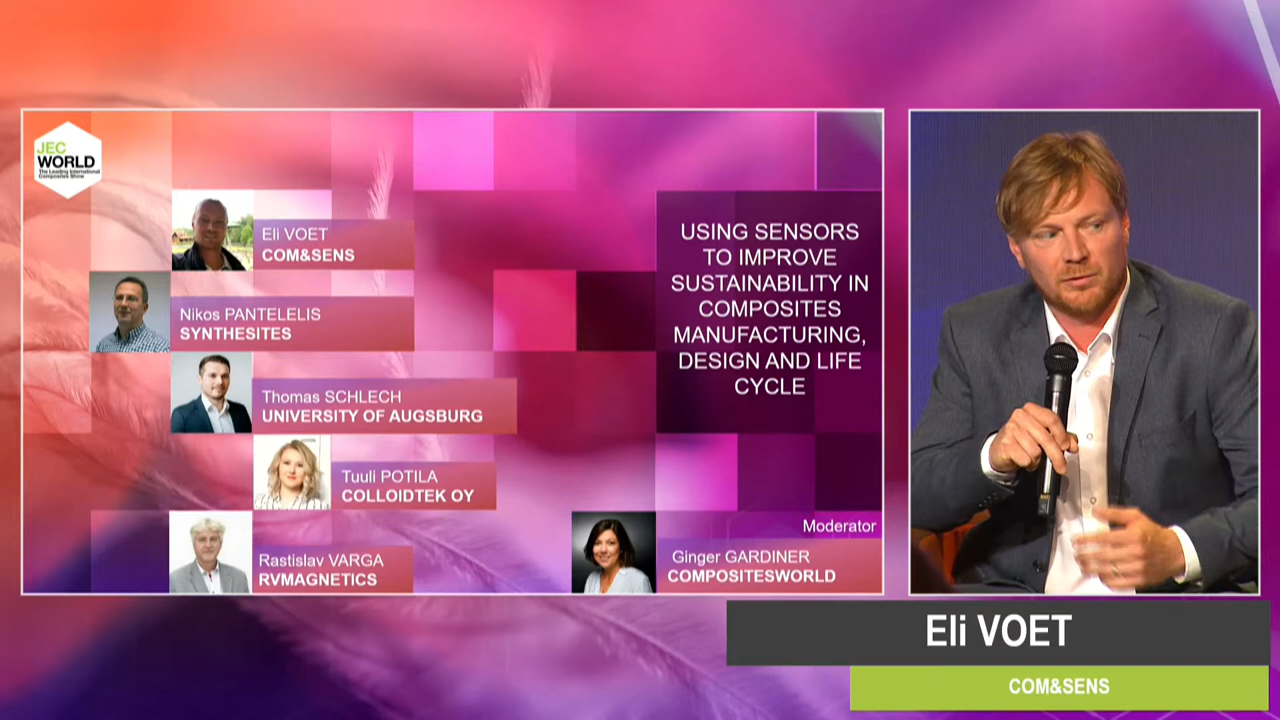 JEC
WORLD
The Leading International
Composites Show
Eli VOET
COM&SENS
Nikos PANTELELIS
SYNTHESITES
Thomas SCHLECH
UNIVERSITY OF AUGSBURG
Tuuli POTILA
COLLOIDTEK OY
Rastislav VARGA
RVMAGNETICS
USING SENSORS
TO IMPROVE
SUSTAINABILITY IN
COMPOSITES
MANUFACTURING,
DESIGN AND LIFE
CYCLE
Moderator
Ginger GARDINER
COMPOSITESWORLD
Eli VOET
COM&SENS